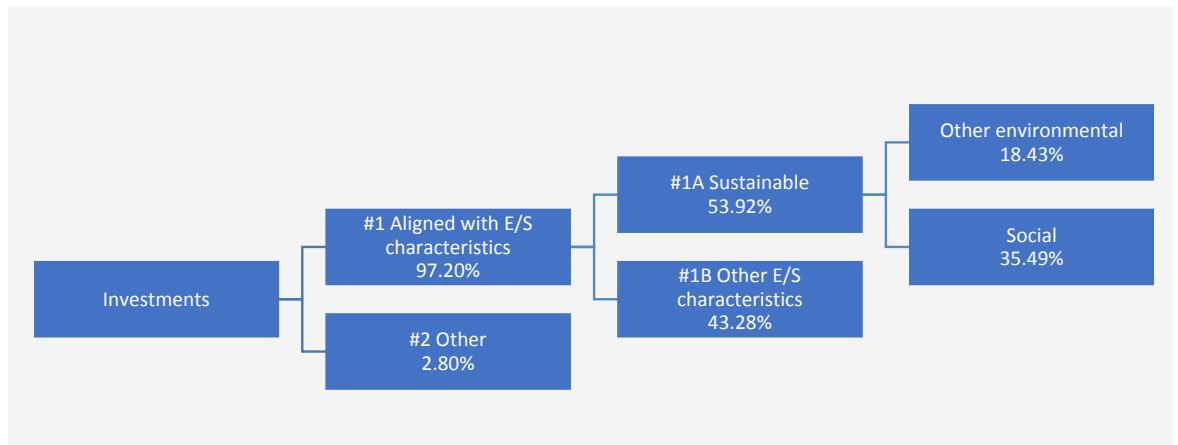 Investments
#1 Aligned with E/S
characteristics
97.20%
#2 Other
2.80%
#1A Sustainable
53.92%
#1B Other E/S
characteristics
43.28%
Other environmental
18.43%
Social
35.49%